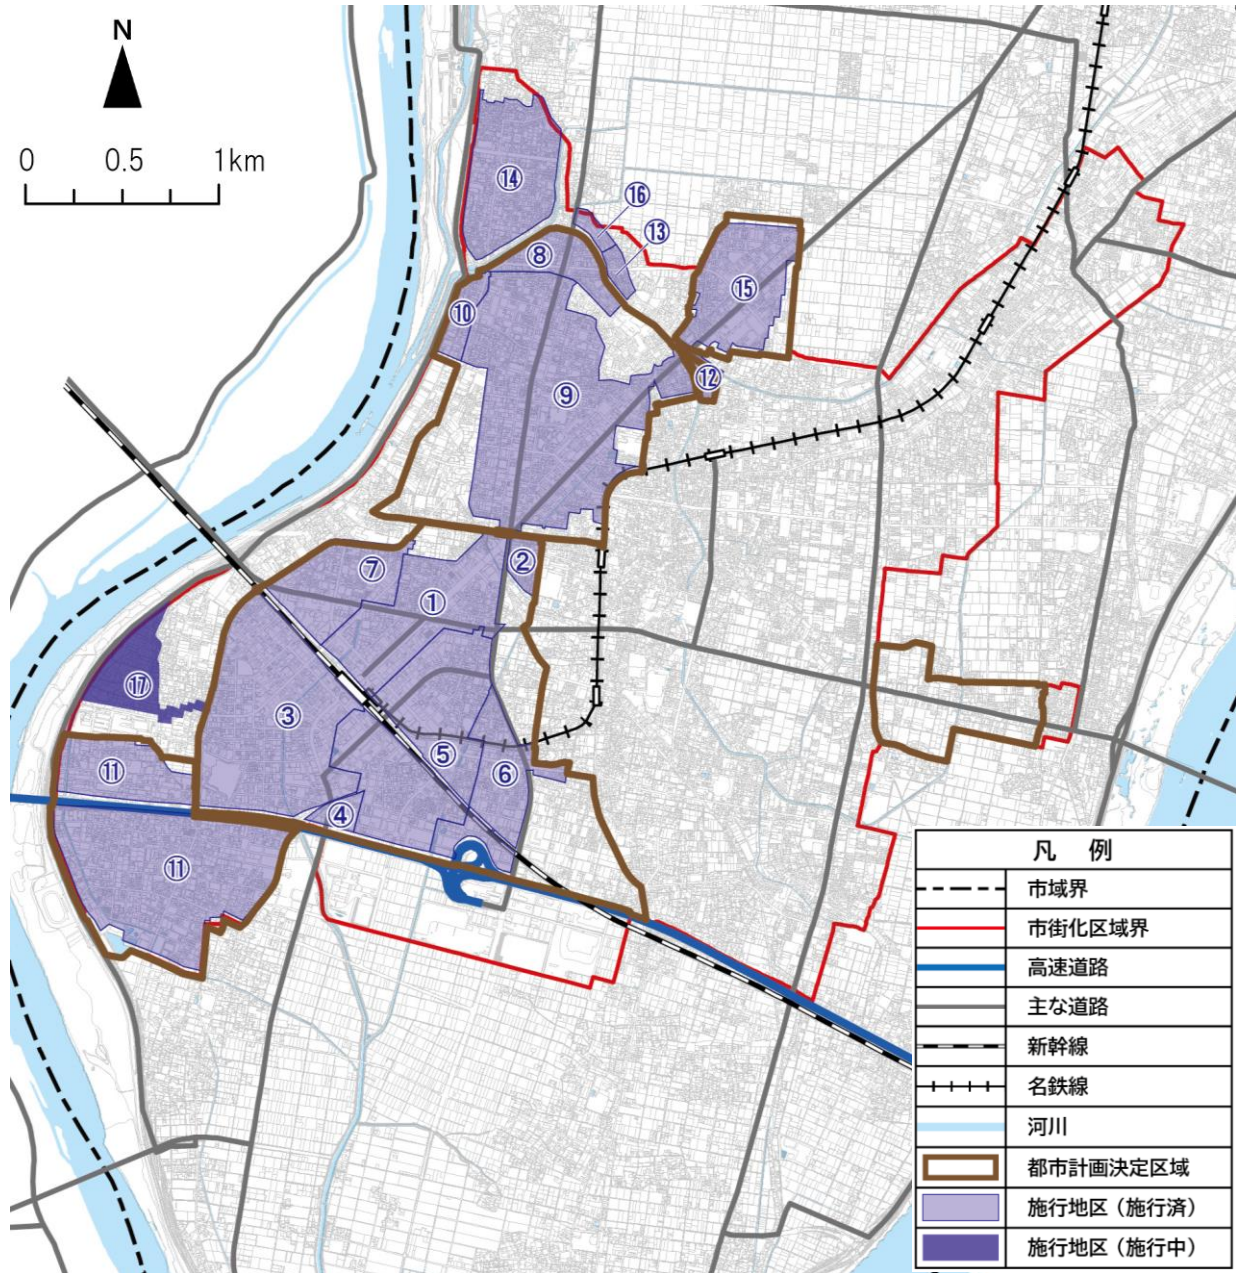 N
0 0.5 1km
⑭
⑯
⑬
⑧
⑮
⑩
⑫
⑨
②
⑦
①
⑰
③
⑤
⑥
⑪
④
⑪
凡 例
市域界
市街化区域界
高速道路
主な道路
新幹線
名鉄線
河川
都市計画決定区域
施行地区（施行済）
施行地区（施行中）